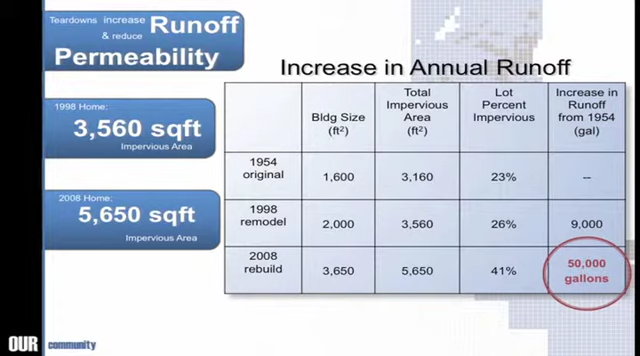 Teardowns increase Runoff
& reduce
Permeability
1998 Home:
3,560 sqft
Impervious Area
2008 Home:
5,650 sqft
Impervious Area
Increase in Annual Runoff
Bldg Size
(ft²)
Total
Impervious
Area
(ft²)
Lot
Percent
Impervious
Increase in
Runoff
from 1954
(gal)
1954
original
1,600
3,160
23%
--
1998
remodel
2,000
3,560
26%
9,000
2008
rebuild
3,650
5,650
41%
50,000
gallons
OUR community